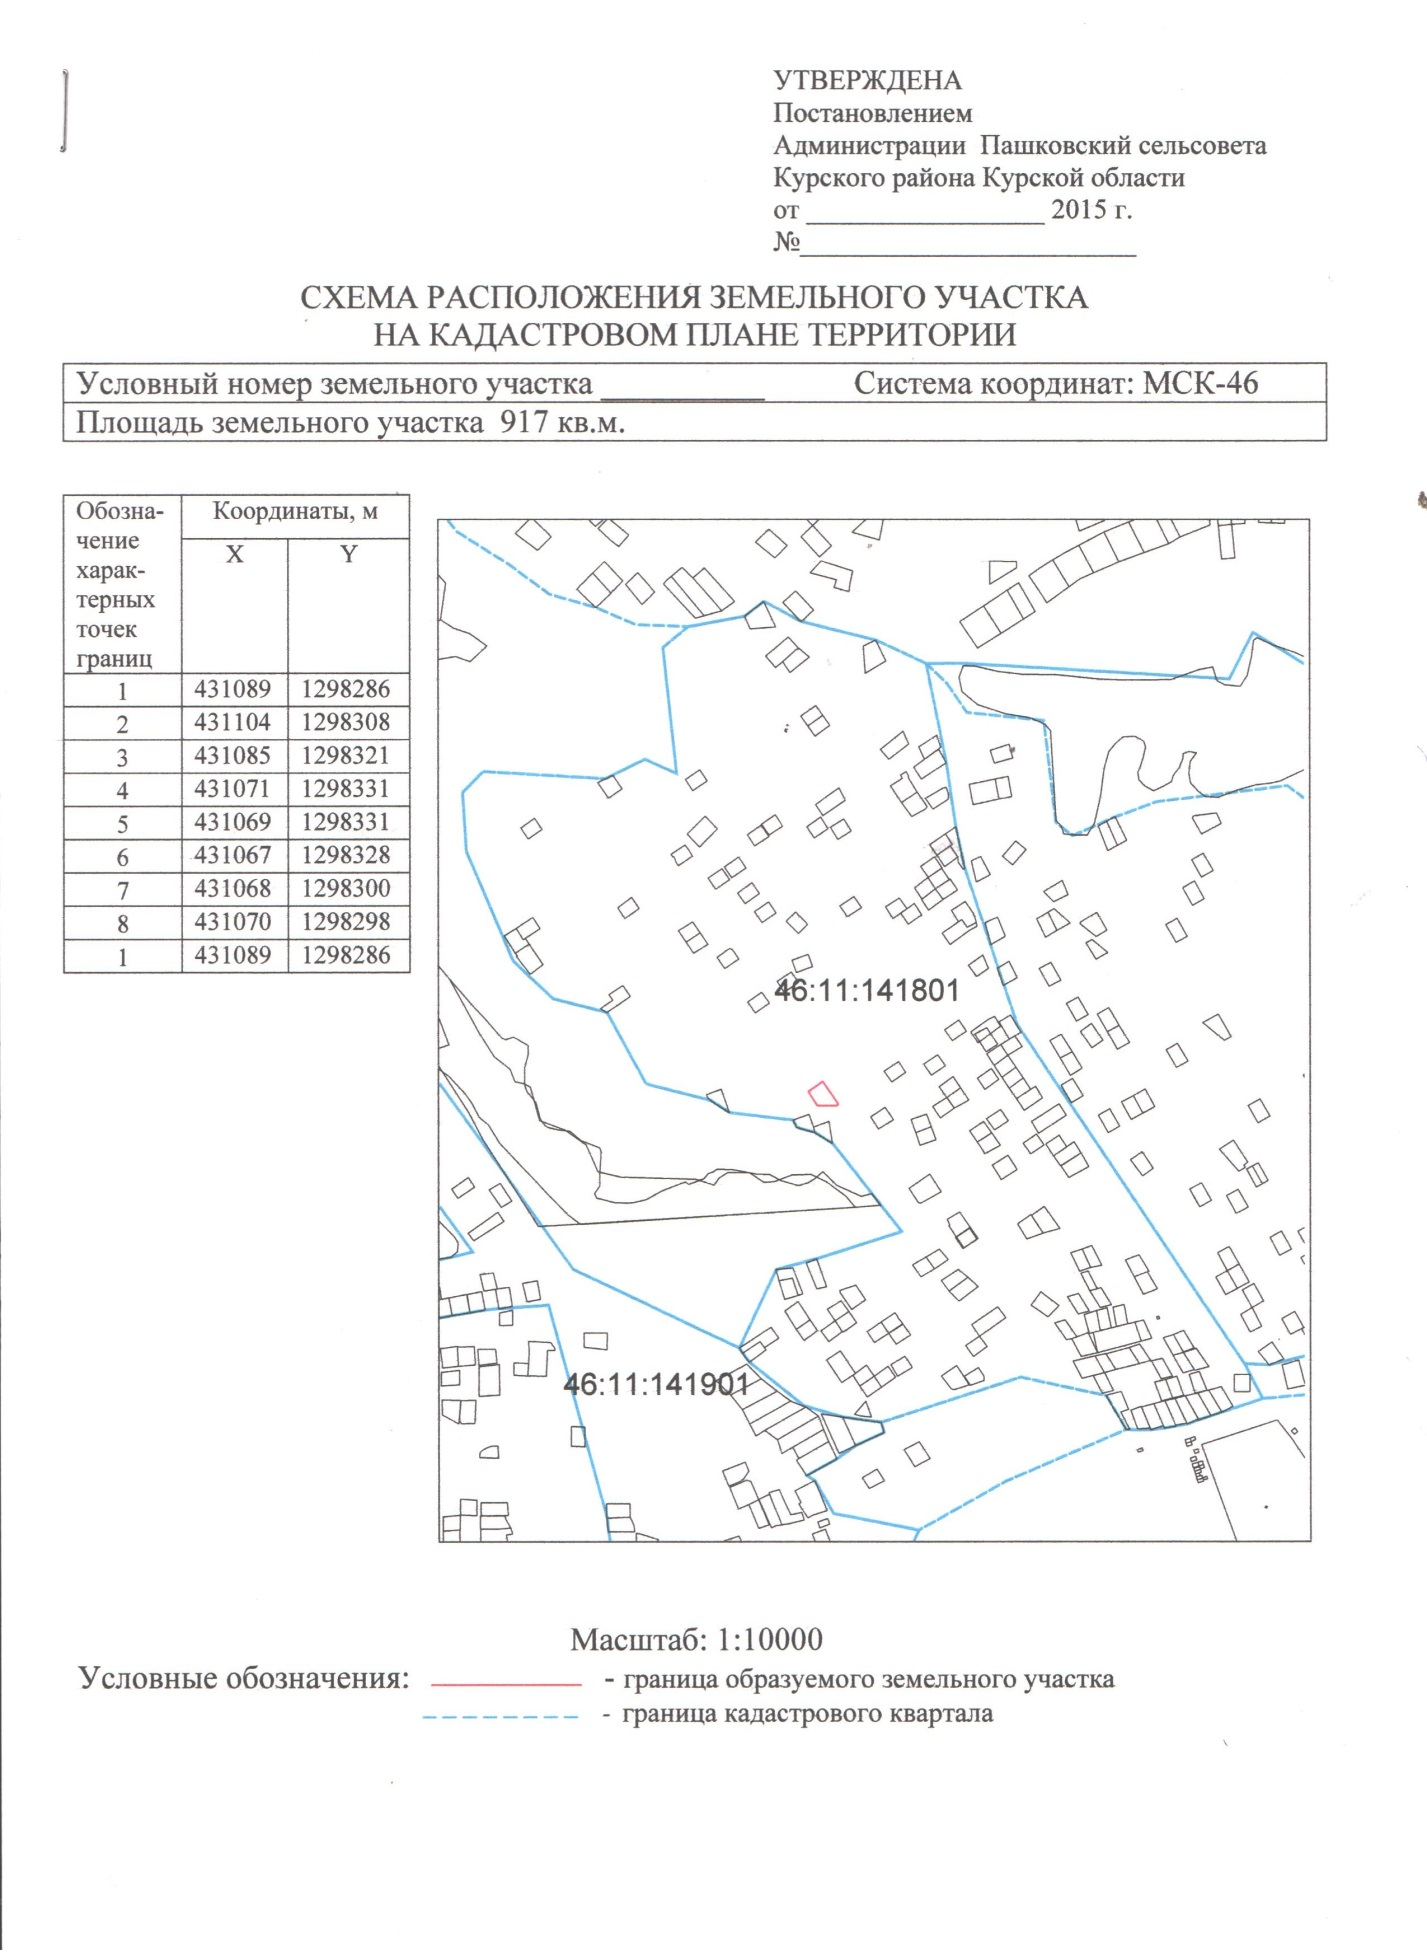 УТВЕРЖДЕНА
Постановлением
Администрации Пашковский сельсовета
Курского района Курской области
от _________________ 2015 г.
№________________________
СХЕМА РАСПОЛОЖЕНИЯ ЗЕМЕЛЬНОГО УЧАСТКА
НА КАДАСТРОВОМ ПЛАНЕ ТЕРРИТОРИИ
Условный номер земельного участка __________ Система координат: МСК-46
Площадь земельного участка 917 кв.м.
Обозна-
чение
харак-
терных
точек
границ
Координаты, м
X Y
1 431089 1298286
2 431104 1298308
3 431085 1298321
4 431071 1298331
5 431069 1298331
6 431067 1298328
7 431068 1298300
8 431070 1298298
1 431089 1298286
46:11:141801
46:11:141901
Масштаб: 1:10000
Условные обозначения: - граница образуемого земельного участка
- граница кадастрового квартала